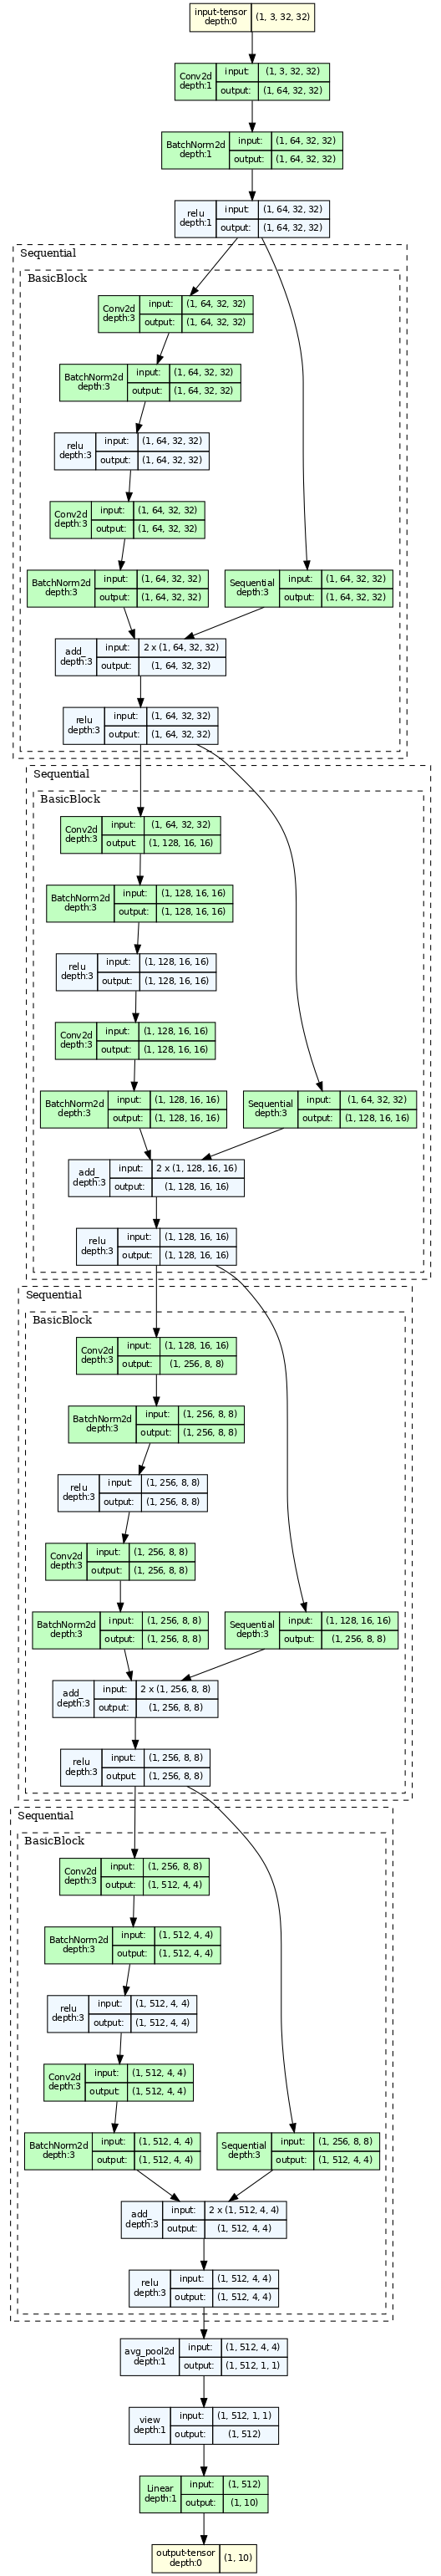 input-tensor
depth:0
(1, 3, 32, 32)
Conv2d
depth:1
input:
(1, 3, 32, 32)
output:
(1, 64, 32, 32)
BatchNorm2d
depth:1
input:
(1, 64, 32, 32)
output:
(1, 64, 32, 32)
relu
depth:1
input:
(1, 64, 32, 32)
output:
(1, 64, 32, 32)
Sequential
BasicBlock
Conv2d
depth:3
input:
(1, 64, 32, 32)
output:
(1, 64, 32, 32)
BatchNorm2d
depth:3
input:
(1, 64, 32, 32)
output:
(1, 64, 32, 32)
relu
depth:3
input:
(1, 64, 32, 32)
output:
(1, 64, 32, 32)
Conv2d
depth:3
input:
(1, 64, 32, 32)
output:
(1, 64, 32, 32)
BatchNorm2d
depth:3
input:
(1, 64, 32, 32)
output:
(1, 64, 32, 32)
Sequential
depth:3
input:
(1, 64, 32, 32)
output:
(1, 64, 32, 32)
add_
depth:3
input:
2 x (1, 64, 32, 32)
output:
(1, 64, 32, 32)
relu
depth:3
input:
(1, 64, 32, 32)
output:
(1, 64, 32, 32)
Sequential
BasicBlock
Conv2d
depth:3
input:
(1, 64, 32, 32)
output:
(1, 128, 16, 16)
BatchNorm2d
depth:3
input:
(1, 128, 16, 16)
output:
(1, 128, 16, 16)
relu
depth:3
input:
(1, 128, 16, 16)
output:
(1, 128, 16, 16)
Conv2d
depth:3
input:
(1, 128, 16, 16)
output:
(1, 128, 16, 16)
BatchNorm2d
depth:3
input:
(1, 128, 16, 16)
output:
(1, 128, 16, 16)
Sequential
depth:3
input:
(1, 64, 32, 32)
output:
(1, 128, 16, 16)
add_
depth:3
input:
2 x (1, 128, 16, 16)
output:
(1, 128, 16, 16)
relu
depth:3
input:
(1, 128, 16, 16)
output:
(1, 128, 16, 16)
Sequential
BasicBlock
Conv2d
depth:3
input:
(1, 128, 16, 16)
output:
(1, 256, 8, 8)
BatchNorm2d
depth:3
input:
(1, 256, 8, 8)
output:
(1, 256, 8, 8)
relu
depth:3
input:
(1, 256, 8, 8)
output:
(1, 256, 8, 8)
Conv2d
depth:3
input:
(1, 256, 8, 8)
output:
(1, 256, 8, 8)
BatchNorm2d
depth:3
input:
(1, 256, 8, 8)
output:
(1, 256, 8, 8)
Sequential
depth:3
input:
(1, 128, 16, 16)
output:
(1, 256, 8, 8)
add_
depth:3
input:
2 x (1, 256, 8, 8)
output:
(1, 256, 8, 8)
relu
depth:3
input:
(1, 256, 8, 8)
output:
(1, 256, 8, 8)
Sequential
BasicBlock
Conv2d
depth:3
input:
(1, 256, 8, 8)
output:
(1, 512, 4, 4)
BatchNorm2d
depth:3
input:
(1, 512, 4, 4)
output:
(1, 512, 4, 4)
relu
depth:3
input:
(1, 512, 4, 4)
output:
(1, 512, 4, 4)
Conv2d
depth:3
input:
(1, 512, 4, 4)
output:
(1, 512, 4, 4)
BatchNorm2d
depth:3
input:
(1, 512, 4, 4)
output:
(1, 512, 4, 4)
Sequential
depth:3
input:
(1, 256, 8, 8)
output:
(1, 512, 4, 4)
add_
depth:3
input:
2 x (1, 512, 4, 4)
output:
(1, 512, 4, 4)
relu
depth:3
input:
(1, 512, 4, 4)
output:
(1, 512, 4, 4)
avg_pool2d
depth:1
input:
(1, 512, 4, 4)
output:
(1, 512, 1, 1)
view
depth:1
input:
(1, 512, 1, 1)
output:
(1, 512)
Linear
depth:1
input:
(1, 512)
output:
(1, 10)
output-tensor
depth:0
(1, 10)